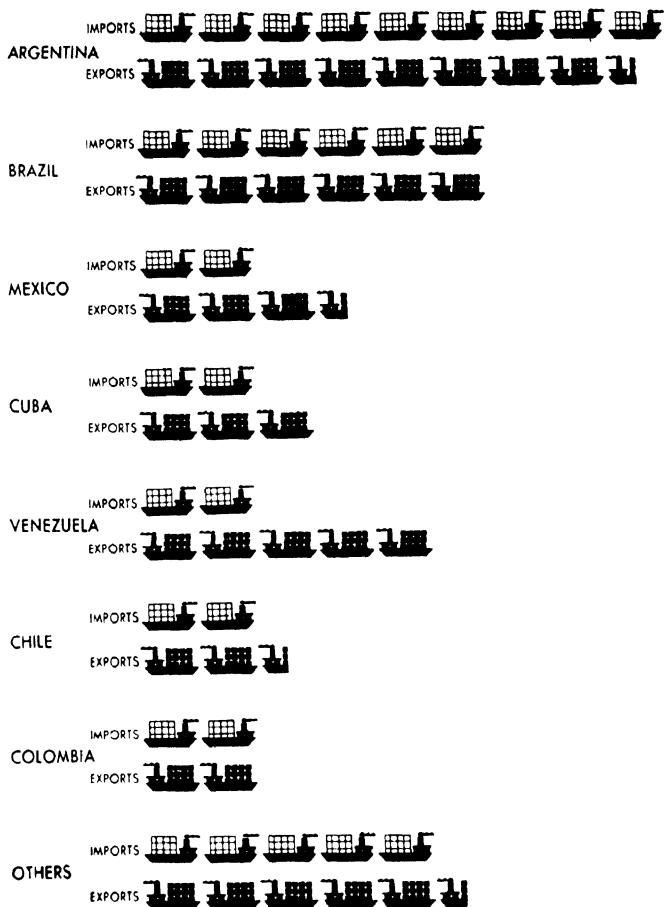 IMPORTS
ARGENTINA
EXPORTS
IMPORTS
BRAZIL
EXPORTS
IMPORTS
MEXICO
EXPORTS
IMPORTS
CUBA
EXPORTS
IMPORTS
VENEZUELA
EXPORTS
IMPORTS
CHILE
EXPORTS
IMPORTS
COLOMBIA
EXPORTS
IMPORTS
OTHERS
EXPORTS